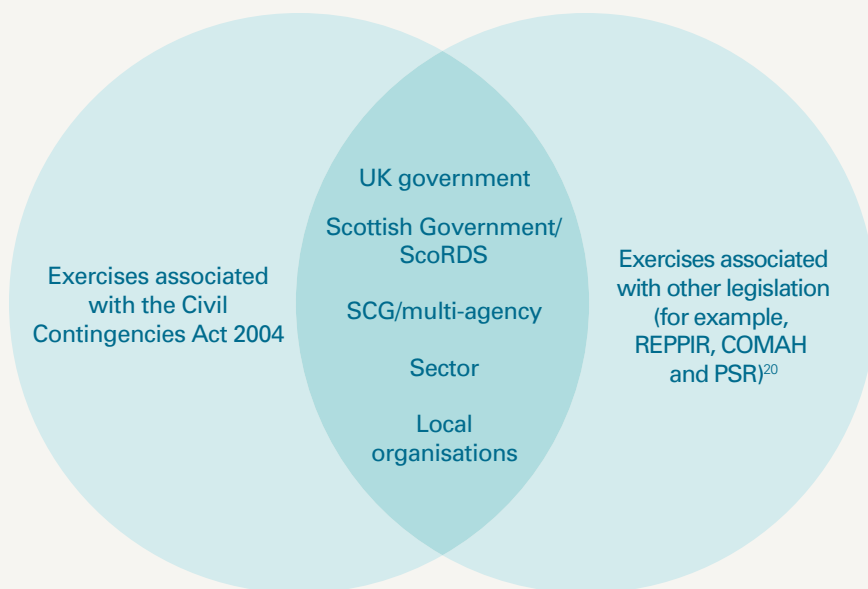 Exercises associated
with the Civil
Contingencies Act 2004
UK government
Scottish Government/
ScoRDS
SCG/multi-agency
Sector
Local
organisations
Exercises associated
with other legislation
(for example,
REPPIR, COMAH
and PSR)20